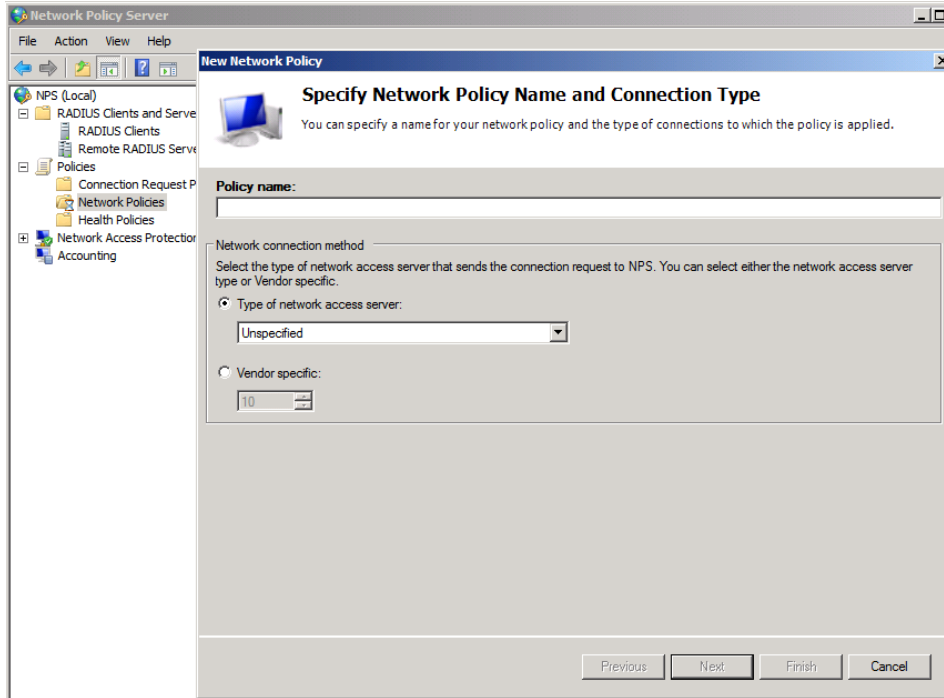 Network Policy Server
File Action View Help
New Network Policy
NPS (Local)
RADIUS Clients and Serve
RADIUS Clients
Remote RADIUS Serve
Policies
Connection Request P
Network Policies
Health Policies
Network Access Protection
Accounting
Specify Network Policy Name and Connection Type
You can specify a name for your network policy and the type of connections to which the policy is applied.
Policy name:
Network connection method
Select the type of network access server that sends the connection request to NPS. You can select either the network access server
type or Vendor specific.
Type of network access server:
Unspecified
Vendor specific:
10
Previous Next Finish Cancel